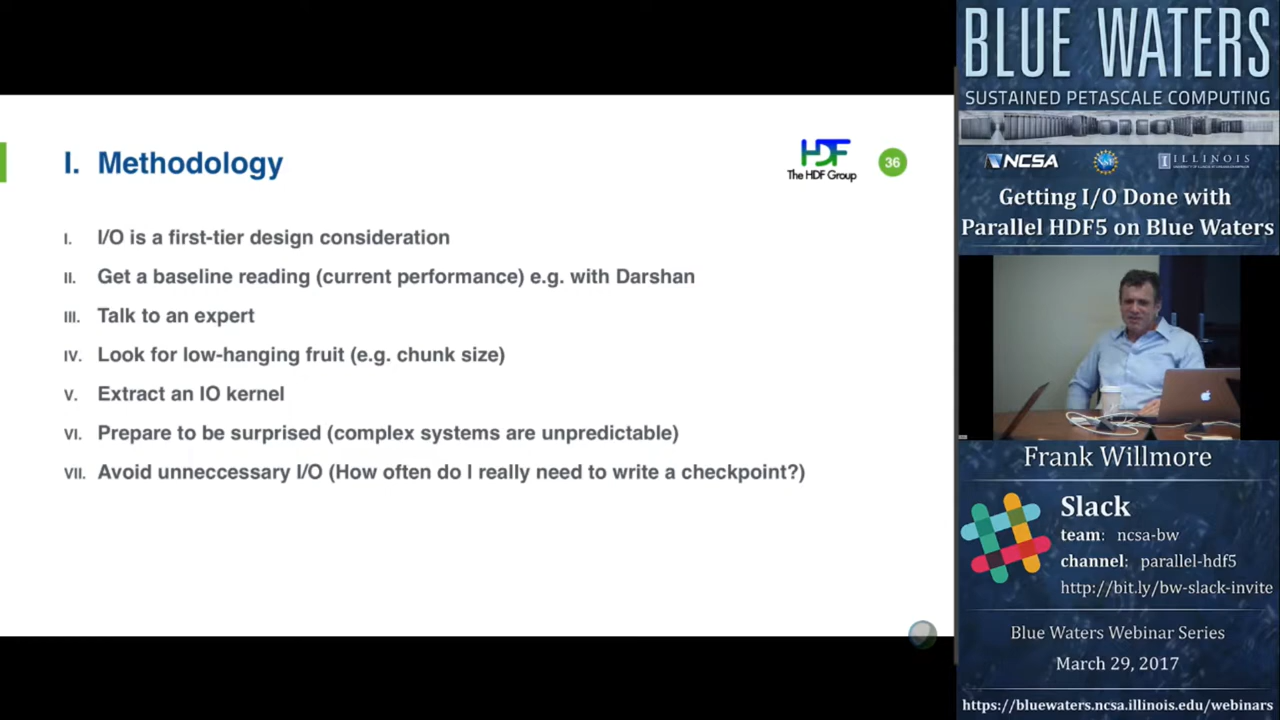 I. Methodology
HDF
The HDF Group
36
I. I/O is a first-tier design consideration
II. Get a baseline reading (current performance) e.g. with Darshan
III. Talk to an expert
IV. Look for low-hanging fruit (e.g. chunk size)
V. Extract an IO kernel
VI. Prepare to be surprised (complex systems are unpredictable)
VII. Avoid unneccessary I/O (How often do I really need to write a checkpoint?)
BLUE WATERS
SUSTAINED PETASCALE COMPUTING
NCSA
I ILLINOIS
Getting I/O Done with
Parallel HDF5 on Blue Waters
Frank Willmore
Slack
team: ncsa-bw
channel: parallel-hdf5
http://bit.ly/bw-slack-invite
Blue Waters Webinar Series
March 29, 2017
https://bluewaters.ncsa.illinois.edu/webinars